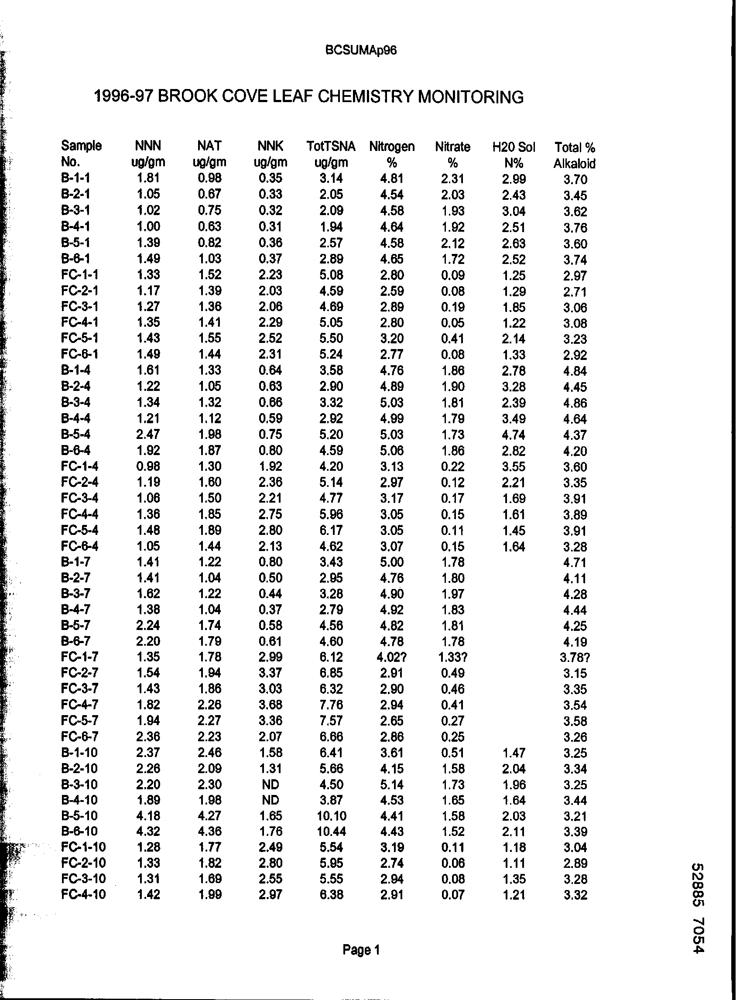 BCSUMAp96
1996-97 BROOK COVE LEAF CHEMISTRY MONITORING
Sample NNN NAT NNK TotTSNA Nitrogen Nitrate H20 Sol Total %
No. ug/gm ug/gm ug/gm ug/gm % % N% Alkaloid
B-1-1 1.81 0.98 0.35 3.14 4.81 2.31 2.99 3.70
B-2-1 1.05 0.67 0.33 2.05 4.54 2.03 2.43 3.45
B-3-1 1.02 0.75 0.32 2.09 4.58 1.93 3.04 3.62
B-4-1 1.00 0.63 0.31 1.94 4.64 1.92 2.51 3.76
B-5-1 1.39 0.82 0.36 2.57 4.58 2.12 2.63 3.60
B-6-1 1.49 1.03 0.37 2.89 4.65 1.72 2.52 3.74
FC-1-1 1.33 1.52 2.23 5.08 2.80 0.09 1.25 2.97
FC-2-1 1.17 1.39 2.03 4.59 2.59 0.08 1.29 2.71
FC-3-1 1.27 1.36 2.06 4.69 2.89 0.19 1.85 3.06
FC-4-1 1.35 1.41 2.29 5.05 2.80 0.05 1.22 3.08
FC-5-1 1.43 1.55 2.52 5.50 3.20 0.41 2.14 3.23
FC-6-1 1.49 1.44 2.31 5.24 2.77 0.08 1.33 2.92
B-1-4 1.61 1.33 0.64 3.58 4.76 1.86 2.78 4.84
B-2-4 1.22 1.05 0.63 2.90 4.89 1.90 3.28 4.45
B-3-4 1.34 1.32 0.66 3.32 5.03 1.81 2.39 4.86
B-4-4 1.21 1.12 0.59 2.92 4.99 1.79 3.49 4.64
B-5-4 2.47 1.98 0.75 5.20 5.03 1.73 4.74 4.37
B-6-4 1.92 1.87 0.80 4.59 5.06 1.86 2.82 4.20
FC-1-4 0.98 1.30 1.92 4.20 3.13 0.22 3.55 3.60
FC-2-4 1.19 1.60 2.36 5.14 2.97 0.12 2.21 3.35
FC-3-4 1.06 1.50 2.21 4.77 3.17 0.17 1.69 3.91
FC-4-4 1.36 1.85 2.75 5.96 3.05 0.15 1.61 3.89
FC-5-4 1.48 1.89 2.80 6.17 3.05 0.11 1.45 3.91
FC-6-4 1.05 1.44 2.13 4.62 3.07 0.15 1.64 3.28
B-1-7 1.41 1.22 0.80 3.43 5.00 1.78 4.71
B-2-7 1.41 1.04 0.50 2.95 4.76 1.80 4.11
B-3-7 1.62 1.22 0.44 3.28 4.90 1.97 4.28
B-4-7 1.38 1.04 0.37 2.79 4.92 1.83 4.44
B-5-7 2.24 1.74 0.58 4.56 4.82 1.81 4.25
B-6-7 2.20 1.79 0.61 4.60 4.78 1.78 4.19
FC-1-7 1.35 1.78 2.99 6.12 4.02? 1.33? 3.78?
FC-2-7 1.54 1.94 3.37 6.85 2.91 0.49 3.15
FC-3-7 1.43 1.86 3.03 6.32 2.90 0.46 3.35
FC-4-7 1.82 2.26 3.68 7.76 2.94 0.41 3.54
FC-5-7 1.94 2.27 3.36 7.57 2.65 0.27 3.58
FC-6-7 2.36 2.23 2.07 6.66 2.86 0.25 3.26
B-1-10 2.37 2.46 1.58 6.41 3.61 0.51 1.47 3.25
B-2-10 2.26 2.09 1.31 5.66 4.15 1.58 2.04 3.34
B-3-10 2.20 2.30 ND 4.50 5.14 1.73 1.96 3.25
B-4-10 1.89 1.98 ND 3.87 4.53 1.65 1.64 3.44
B-5-10 4.18 4.27 1.65 10.10 4.41 1.58 2.03 3.21
B-6-10 4.32 4.36 1.76 10.44 4.43 1.52 2.11 3.39
FC-1-10 1.28 1.77 2.49 5.54 3.19 0.11 1.18 3.04
FC-2-10 1.33 1.82 2.80 5.95 2.74 0.06 1.11 2.89
FC-3-10 1.31 1.69 2.55 5.55 2.94 0.08 1.35 3.28
FC-4-10 1.42 1.99 2.97 6.38 2.91 0.07 1.21 3.32
Page 1
52885 7054